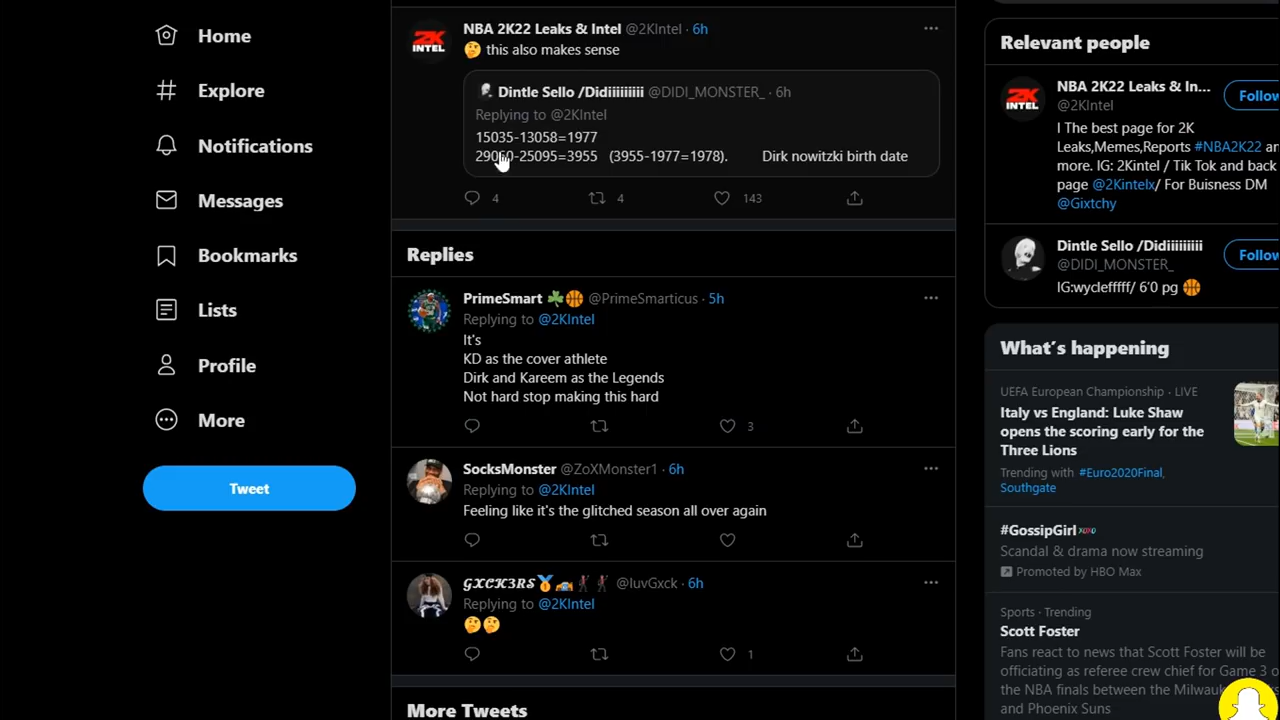 Home
Explore
Notifications
Messages
Bookmarks
Lists
Profile
More
Tweet
2K
INTEL
NBA 2K22 Leaks & Intel @2KIntel · 6h
🤔 this also makes sense
Dintle Sello /Didiiiiiiiii @DIDI_MONSTER_ · 6h
Replying to @2KIntel
15035-13058=1977
(3955-1977=1978). Dirk nowitzki birth date
4 4 143
Replies
PrimeSmart ☘️🏀 @PrimeSmarticus · 5h
Replying to @2KIntel
It's
KD as the cover athlete
Dirk and Kareem as the Legends
Not hard stop making this hard
3
SocksMonster @ZoXMonster1 · 6h
Replying to @2KIntel
Feeling like it's the glitched season all over again
𝓖𝓧𝓒𝓚3𝓡𝓢 @luvGxck · 6h
Replying to @2KIntel
🤔🤔
1
More Tweets
Relevant people
2K
INTEL
NBA 2K22 Leaks & In...
@2KIntel
Follow
I The best page for 2K
Leaks,Memes,Reports #NBA2K22 an
more. IG: 2Kintel / Tik Tok and back
page @2Kintelx/ For Buisness DM
@Gixtchy
Dintle Sello /Didiiiiiiiii
@DIDI_MONSTER_
Follow
IG:wyclefffff/ 6'0 pg 🏀
What's happening
UEFA European Championship · LIVE
Italy vs England: Luke Shaw
opens the scoring early for the
Three Lions
Trending with #Euro2020Final,
Southgate
#GossipGirl xoxo
Scandal & drama now streaming
Promoted by HBO Max
Sports · Trending
Scott Foster
Fans react to news that Scott Foster will be
officiating as referee crew chief for Game 3 o
the NBA finals between the Milwauk
and Phoenix Suns